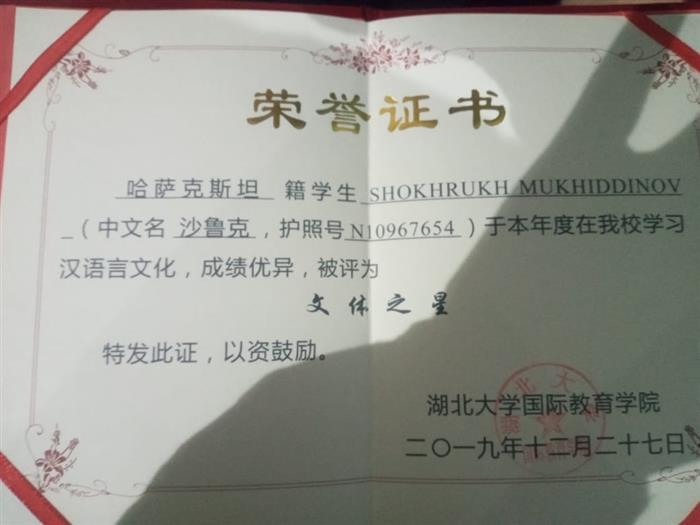 荣誉证书
哈萨克斯坦 籍学生 SHOKHRUKH MUKHIDDINOV
（中文名 沙鲁克，护照号 N10967654）于本年度在我校学习
汉语言文化，成绩优异，被评为
文体之星
特发此证，以资鼓励。
湖北大学国际教育学院
二〇一九年十二月二十七日